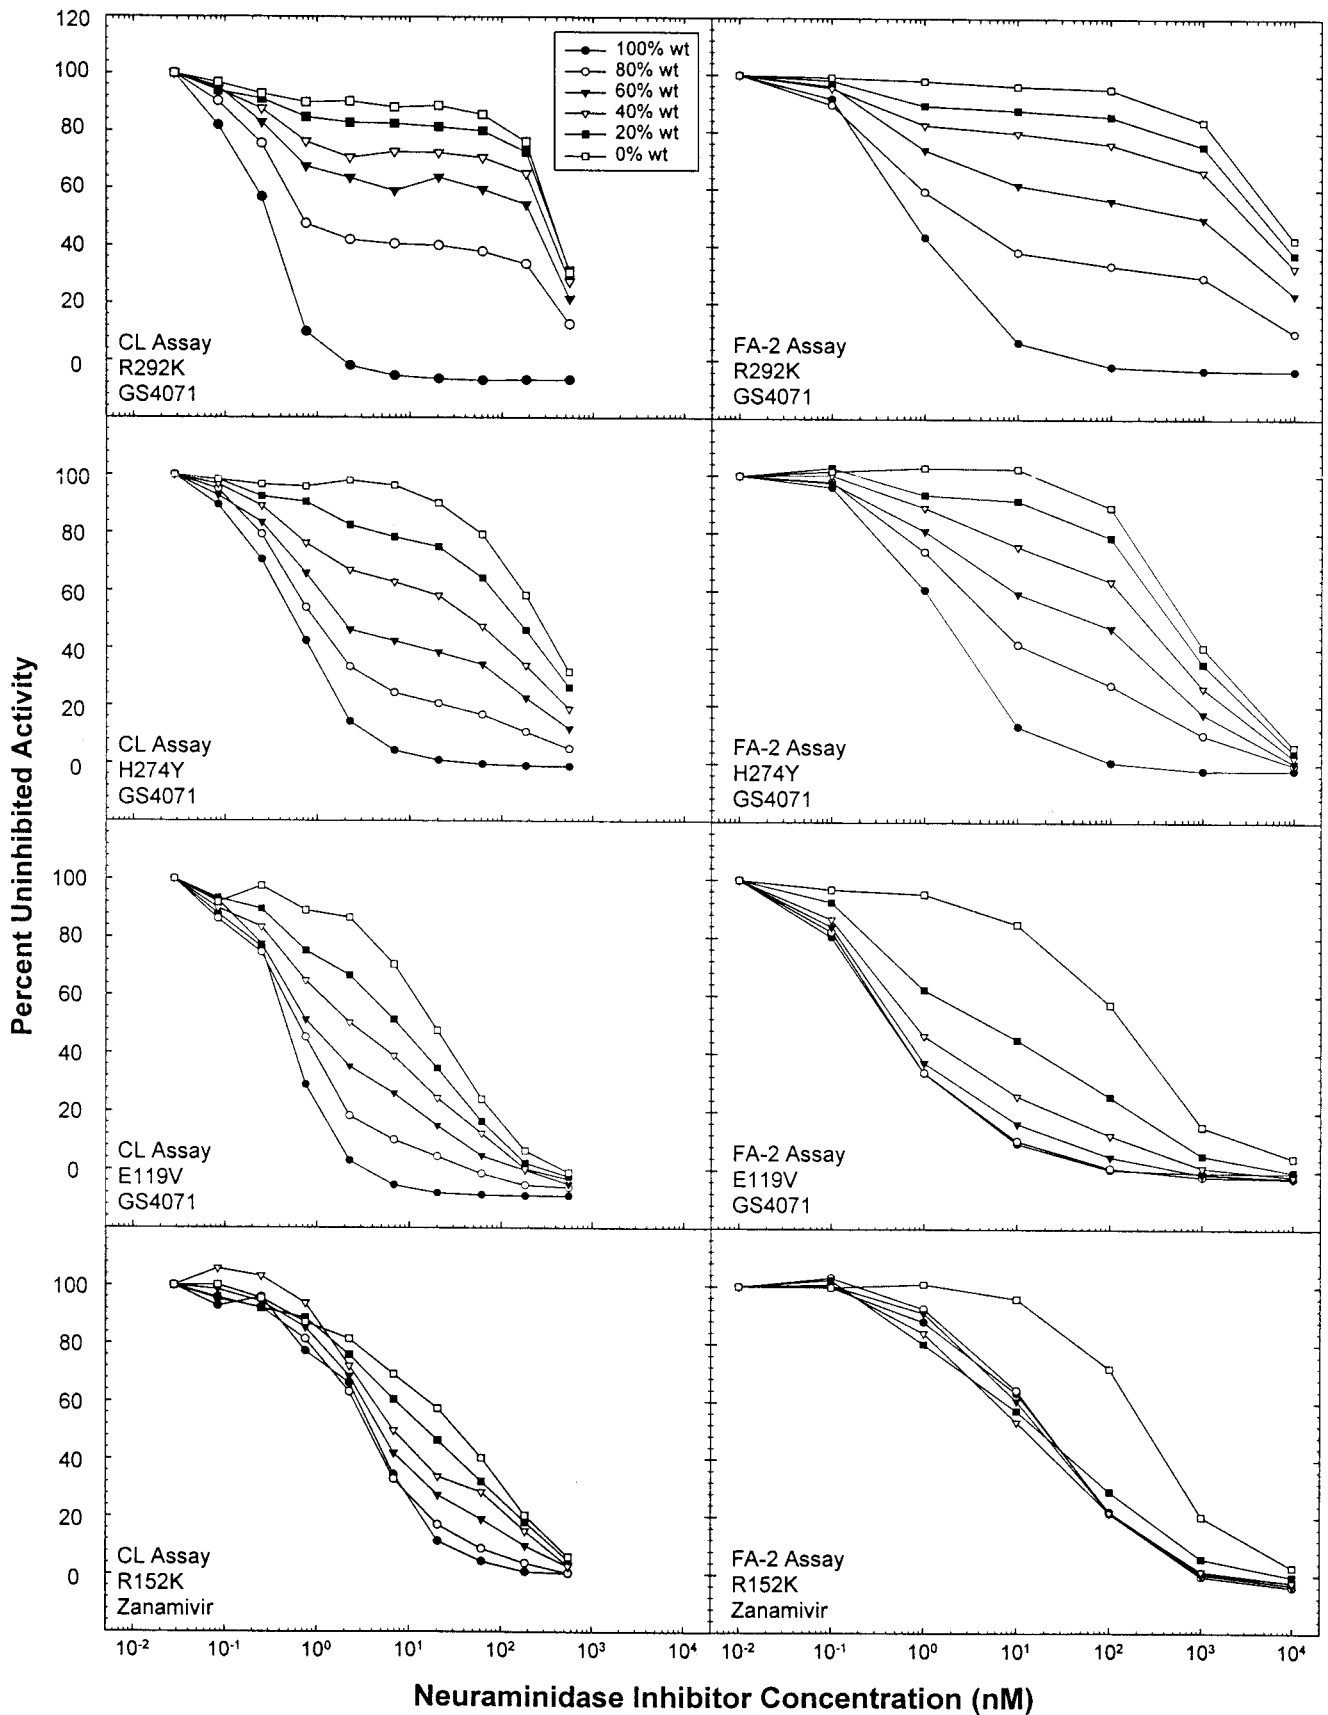 120
100
80
60
40
20
0
100% wt
80% wt
60% wt
40% wt
20% wt
0% wt
CL Assay
R292K
GS4071
FA-2 Assay
R292K
GS4071
100
80
60
40
20
0
CL Assay
H274Y
GS4071
FA-2 Assay
H274Y
GS4071
Percent Uninhibited Activity
100
80
60
40
20
0
CL Assay
E119V
GS4071
FA-2 Assay
E119V
GS4071
100
80
60
40
20
0
CL Assay
R152K
Zanamivir
FA-2 Assay
R152K
Zanamivir
10⁻² 10⁻¹ 10⁰ 10¹ 10² 10³ 10⁻² 10⁻¹ 10⁰ 10¹ 10² 10³ 10⁴
Neuraminidase Inhibitor Concentration (nM)